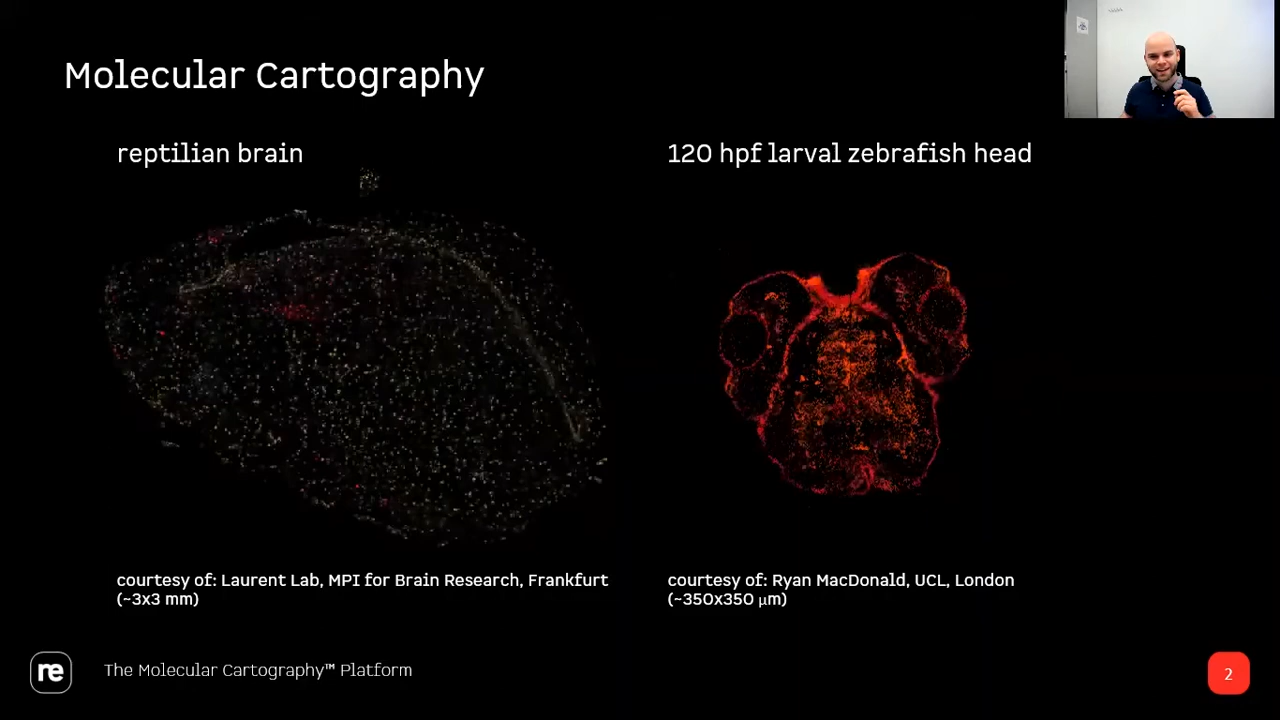 Molecular Cartography
reptilian brain
120 hpf larval zebrafish head
courtesy of: Laurent Lab, MPI for Brain Research, Frankfurt
(~3x3 mm)
courtesy of: Ryan MacDonald, UCL, London
(~350x350 µm)
re
The Molecular Cartography™ Platform
2